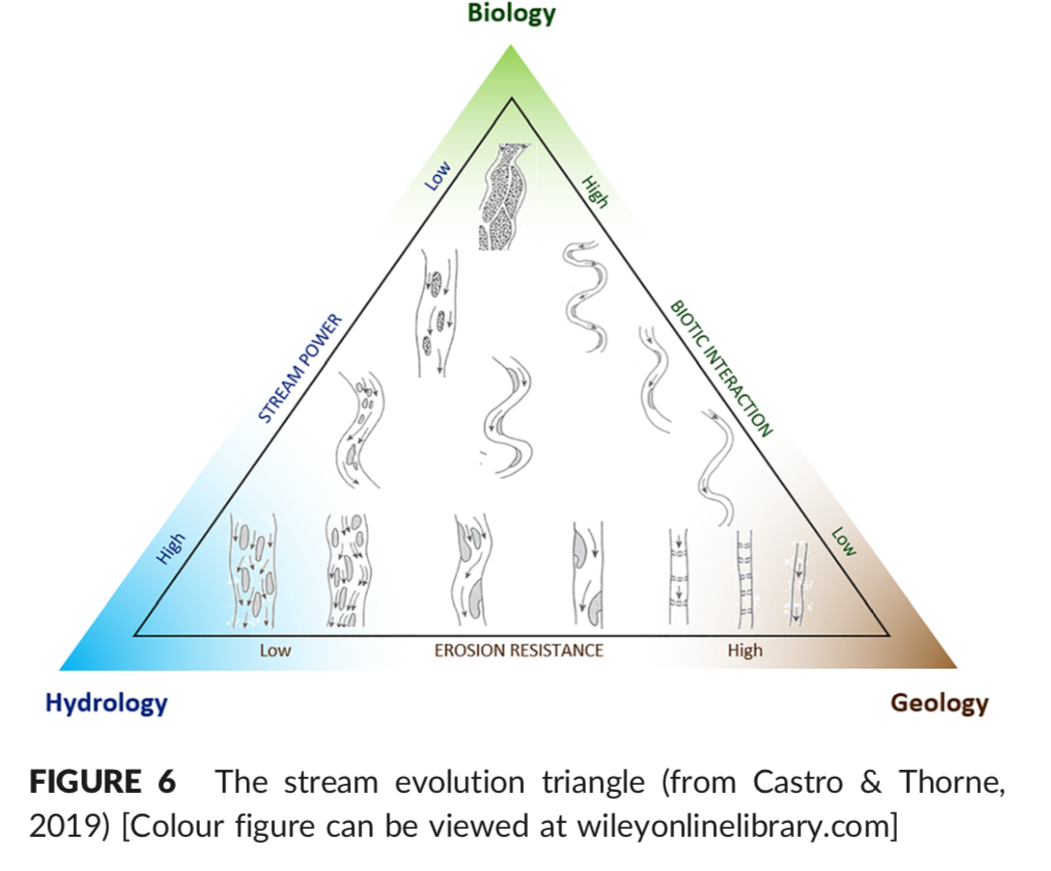 Biology
Low
High
STREAM POWER
BIOTIC INTERACTION
High
Low
Low
EROSION RESISTANCE
High
Hydrology
Geology
FIGURE 6 The stream evolution triangle (from Castro & Thorne,
2019) [Colour figure can be viewed at wileyonlinelibrary.com]